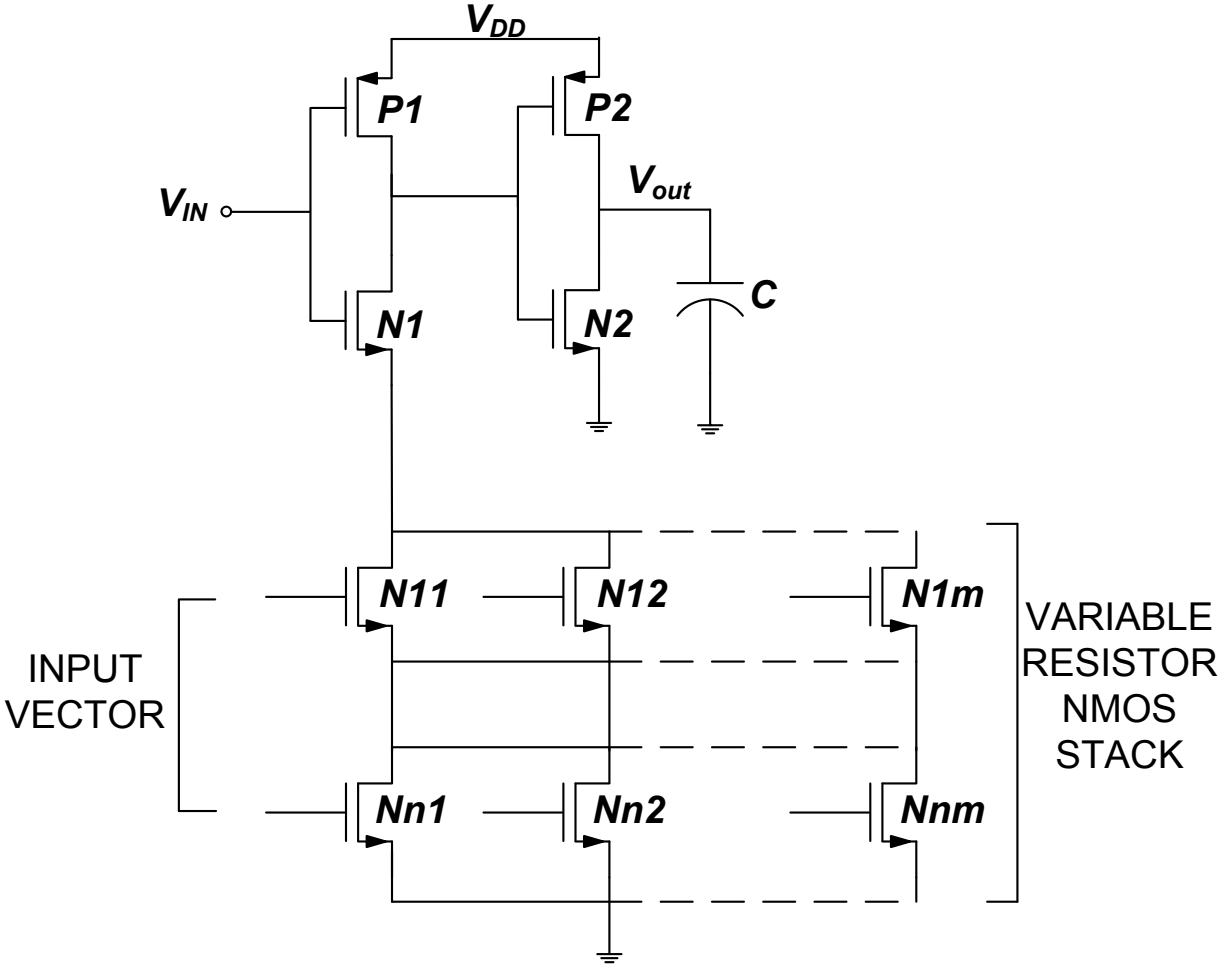 VDD
P1
P2
VIN
Vout
N1
N2
C
N11
N12
N1m
INPUT
VECTOR
VARIABLE
RESISTOR
NMOS
STACK
Nn1
Nn2
Nnm